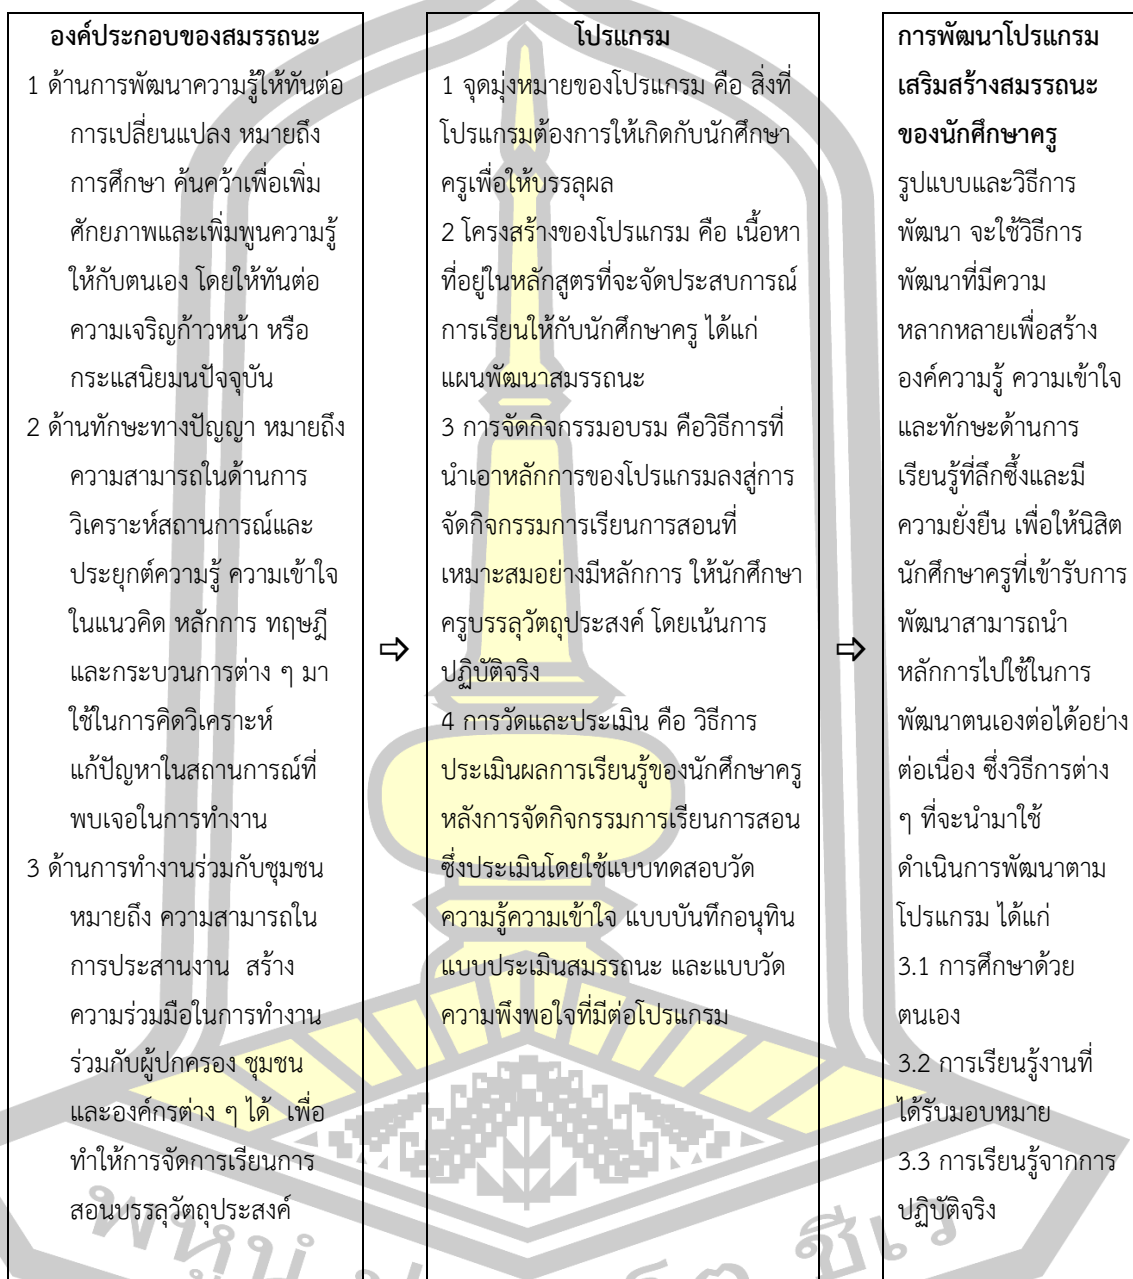 องค์ประกอบของสมรรถนะ
1 ด้านการพัฒนาความรู้ให้ทันต่อ
การเปลี่ยนแปลง หมายถึง
การศึกษา ค้นคว้าเพื่อเพิ่ม
ศักยภาพและเพิ่มพูนความรู้
ให้กับตนเอง โดยให้ทันต่อ
ความเจริญก้าวหน้า หรือ
กระแสนิยมนปัจจุบัน
2 ด้านทักษะทางปัญญา หมายถึง
ความสามารถในด้านการ
วิเคราะห์สถานการณ์และ
ประยุกต์ความรู้ ความเข้าใจ
ในแนวคิด หลักการ ทฤษฎี
และกระบวนการต่าง ๆ มา
ใช้ในการคิดวิเคราะห์
แก้ปัญหาในสถานการณ์ที่
พบเจอในการทำงาน
3 ด้านการทำงานร่วมกับชุมชน
หมายถึง ความสามารถใน
การประสานงาน สร้าง
ความร่วมมือในการทำงาน
ร่วมกับผู้ปกครอง ชุมชน
และองค์กรต่าง ๆ ได้ เพื่อ
ทำให้การจัดการเรียนการ
สอนบรรลุวัตถุประสงค์
⇨
โปรแกรม
1 จุดมุ่งหมายของโปรแกรม คือ สิ่งที่
โปรแกรมต้องการให้เกิดกับนักศึกษา
ครูเพื่อให้บรรลุผล
2 โครงสร้างของโปรแกรม คือ เนื้อหา
ที่อยู่ในหลักสูตรที่จะจัดประสบการณ์
การเรียนให้กับนักศึกษาครู ได้แก่
แผนพัฒนาสมรรถนะ
3 การจัดกิจกรรมอบรม คือวิธีการที่
นำเอาหลักการของโปรแกรมลงสู่การ
จัดกิจกรรมการเรียนการสอนที่
เหมาะสมอย่างมีหลักการ ให้นักศึกษา
ครูบรรลุวัตถุประสงค์ โดยเน้นการ
ปฏิบัติจริง
4 การวัดและประเมิน คือ วิธีการ
ประเมินผลการเรียนรู้ของนักศึกษาครู
หลังการจัดกิจกรรมการเรียนการสอน
ซึ่งประเมินโดยใช้แบบทดสอบวัด
ความรู้ความเข้าใจ แบบบันทึกอนุทิน
แบบประเมินสมรรถนะ และแบบวัด
ความพึงพอใจที่มีต่อโปรแกรม
⇨
การพัฒนาโปรแกรม
เสริมสร้างสมรรถนะ
ของนักศึกษาครู
รูปแบบและวิธีการ
พัฒนา จะใช้วิธีการ
พัฒนาที่มีความ
หลากหลายเพื่อสร้าง
องค์ความรู้ ความเข้าใจ
และทักษะด้านการ
เรียนรู้ที่ลึกซึ้งและมี
ความยั่งยืน เพื่อให้นิสิต
นักศึกษาครูที่เข้ารับการ
พัฒนาสามารถนำ
หลักการไปใช้ในการ
พัฒนาตนเองต่อได้อย่าง
ต่อเนื่อง ซึ่งวิธีการต่าง
ๆ ที่จะนำมาใช้
ดำเนินการพัฒนาตาม
โปรแกรม ได้แก่
3.1 การศึกษาด้วย
ตนเอง
3.2 การเรียนรู้งานที่
ได้รับมอบหมาย
3.3 การเรียนรู้จากการ
ปฏิบัติจริง
ชีเว